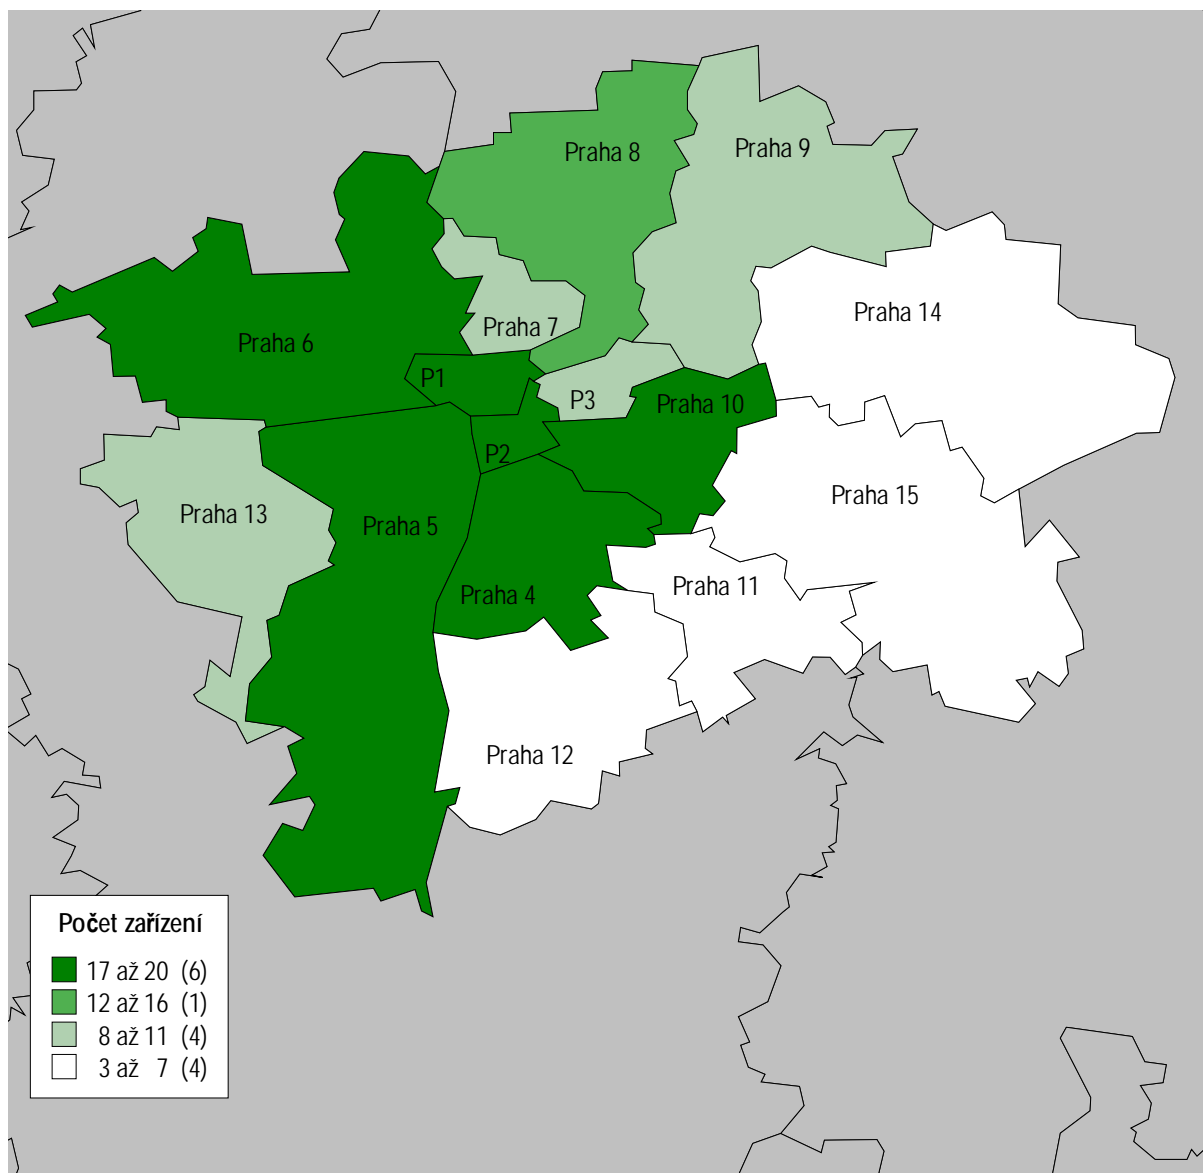 Praha 8
Praha 9
Praha 14
Praha 7
Praha 6
P1
P3
Praha 10
P2
Praha 15
Praha 13
Praha 5
Praha 11
Praha 4
Praha 12
Počet zařízení
17 až 20 (6)
12 až 16 (1)
8 až 11 (4)
3 až 7 (4)